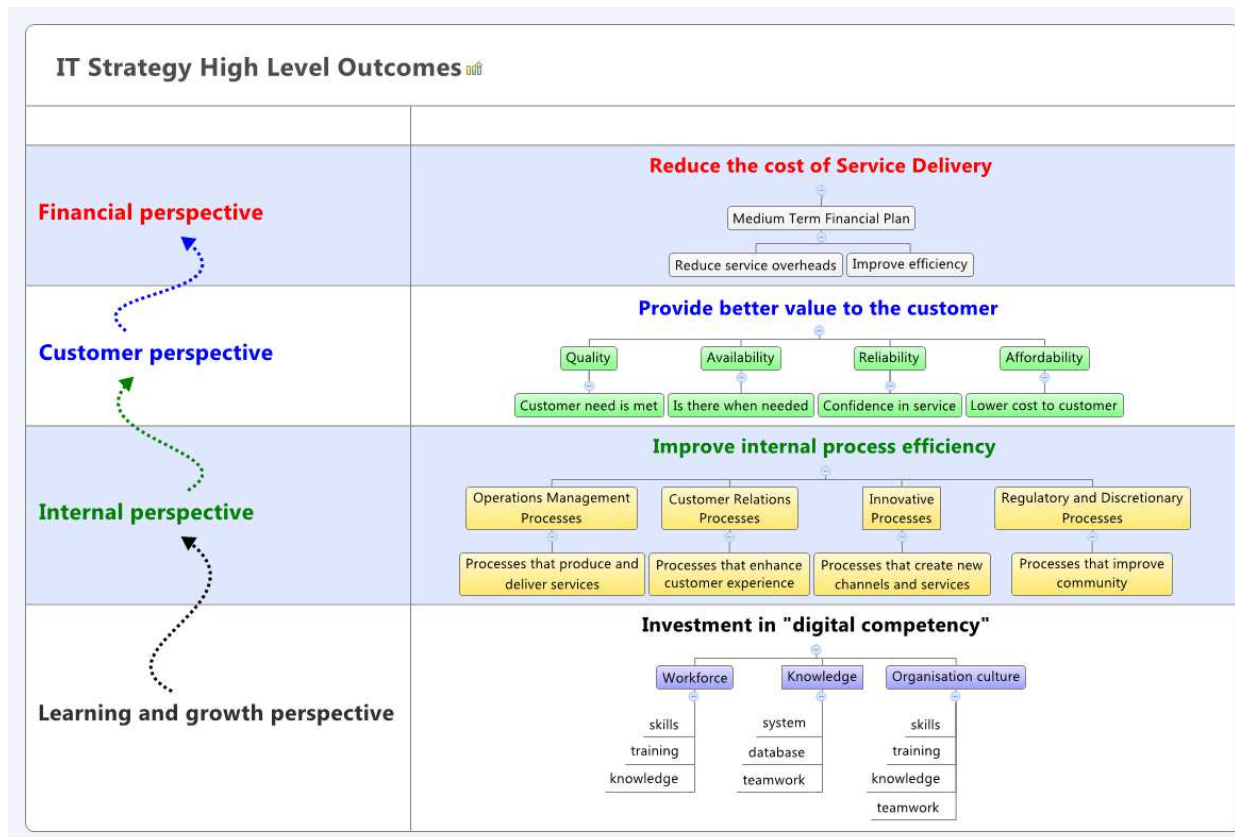 IT Strategy High Level Outcomes
Financial perspective
Reduce the cost of Service Delivery
Medium Term Financial Plan
Reduce service overheads
Improve efficiency
Customer perspective
Provide better value to the customer
Quality
Availability
Reliability
Affordability
Customer need is met
Is there when needed
Confidence in service
Lower cost to customer
Internal perspective
Improve internal process efficiency
Operations Management
Processes
Customer Relations
Processes
Innovative
Processes
Regulatory and Discretionary
Processes
Processes that produce and
deliver services
Processes that enhance
customer experience
Processes that create new
channels and services
Processes that improve
community
Learning and growth perspective
Investment in "digital competency"
Workforce
Knowledge
Organisation culture
skills
training
knowledge
system
database
teamwork
skills
training
knowledge
teamwork